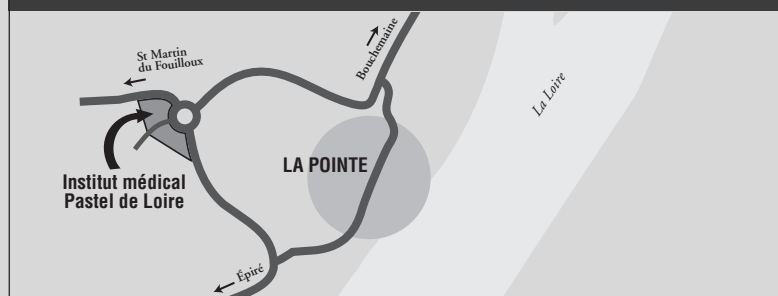 St Martin
du Fouilloux
Bouchemaine
La Loire
LA POINTE
Institut médical
Pastel de Loire
Épiré